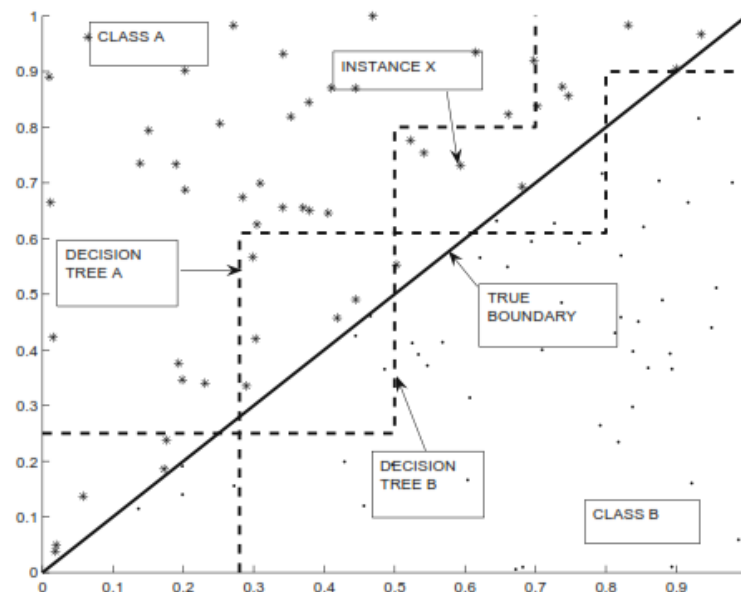 1
CLASS A
0.9
INSTANCE X
0.8
0.7
0.6
DECISION
TREE A
TRUE
BOUNDARY
0.5
0.4
0.3
0.2
DECISION
TREE B
CLASS B
0.1
0
0 0.1 0.2 0.3 0.4 0.5 0.6 0.7 0.8 0.9